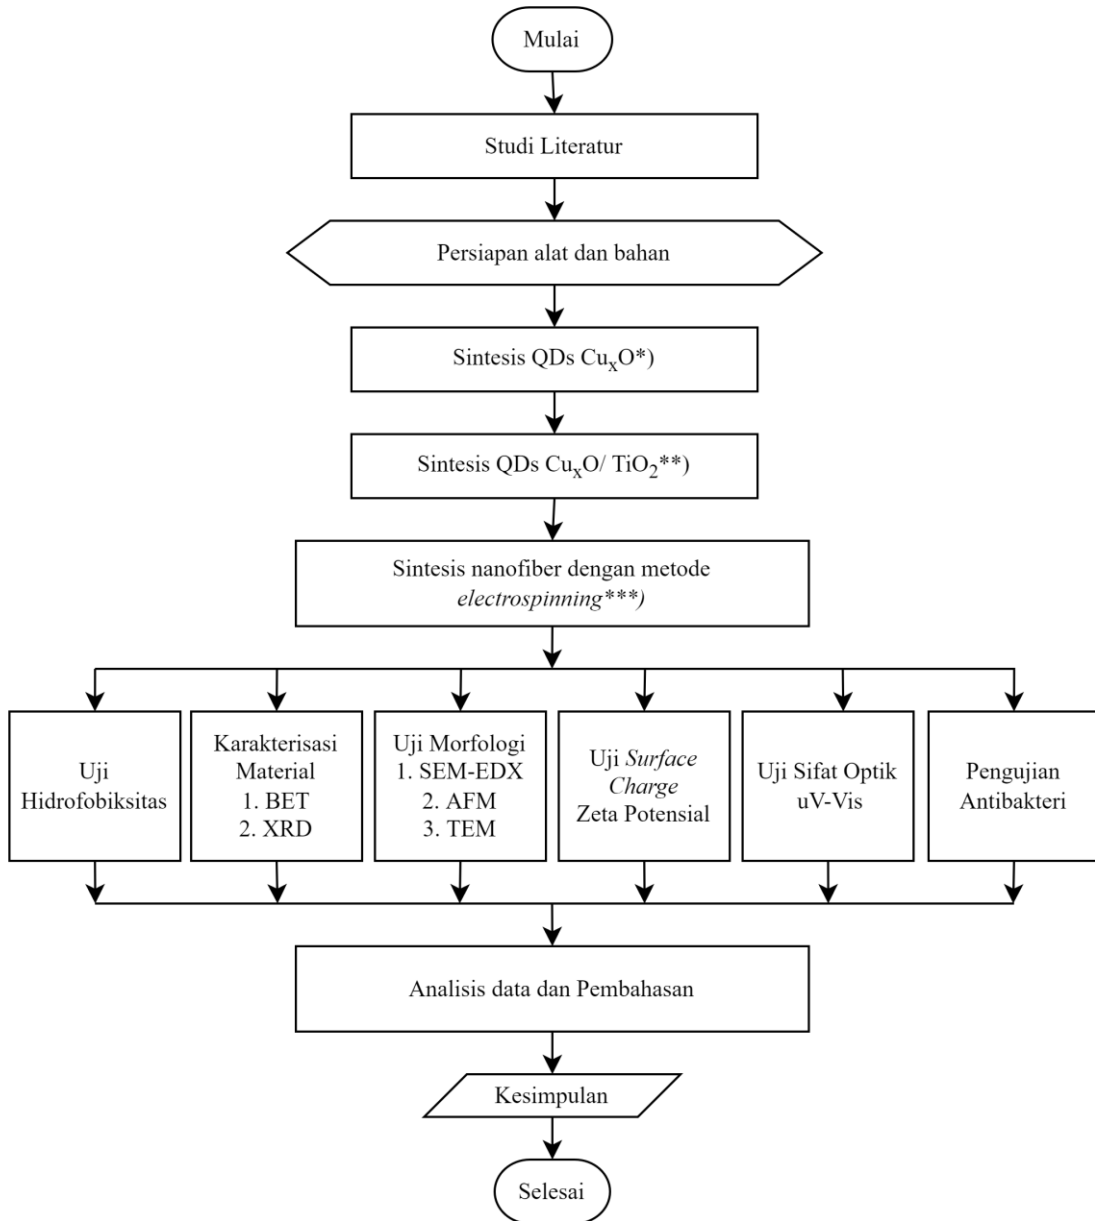 Mulai
Studi Literatur
Persiapan alat dan bahan
Sintesis QDs CuₓO*)
Sintesis QDs CuₓO/ TiO₂**)
Sintesis nanofiber dengan metode
electrospinning***)
Uji
Hidrofobiksitas
Karakterisasi
Material
1. BET
2. XRD
Uji Morfologi
1. SEM-EDX
2. AFM
3. TEM
Uji Surface
Charge
Zeta Potensial
Uji Sifat Optik
uV-Vis
Pengujian
Antibakteri
Analisis data dan Pembahasan
Kesimpulan
Selesai